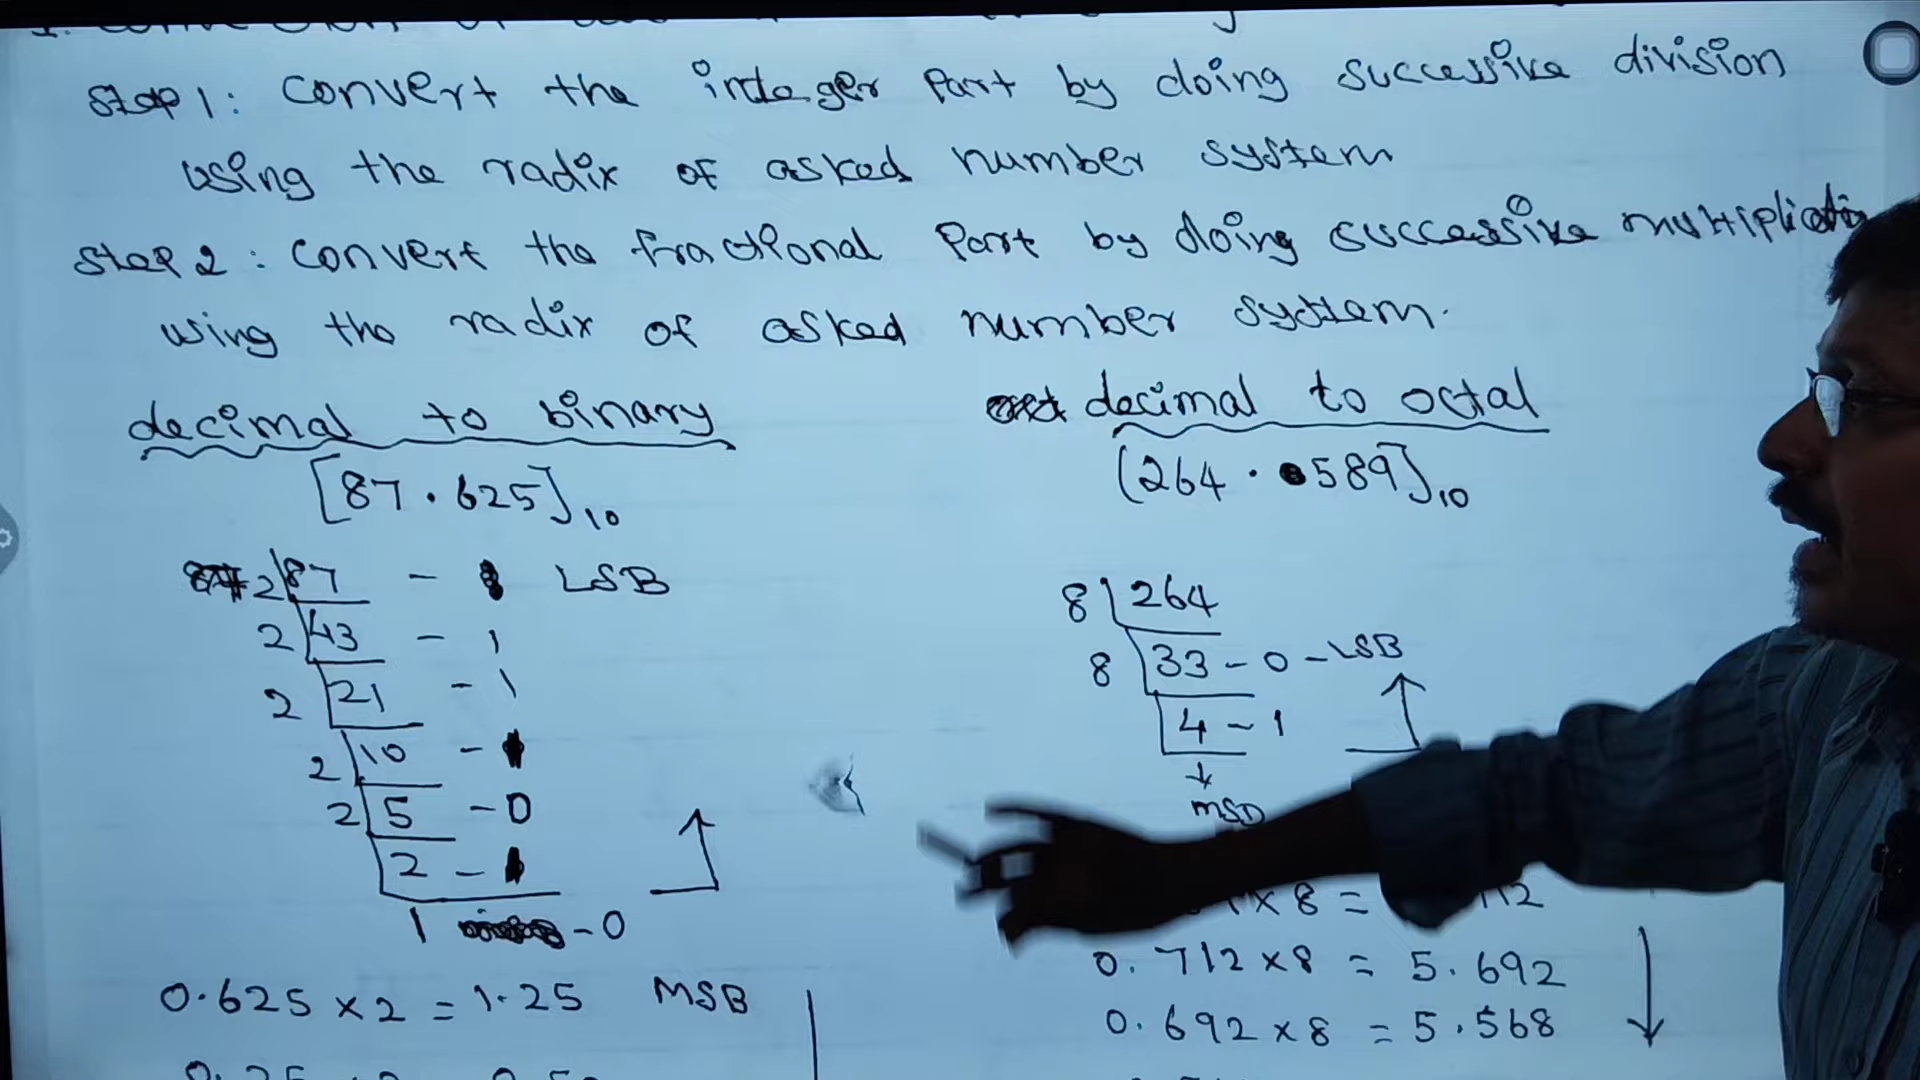 Step 1: Convert the integer part by doing successive division
using the radix of asked number system
Step 2: Convert the fractional part by doing successive
using the radix of asked number system.
decimal to binary
[87.625]10
2 87 - LSB
2 43 - 1
2 21 - 1
2 10 -
2 5 - 0
2 -
1 - 0
0.625 × 2 = 1.25 MSB
decimal to octal
(264.589]10
8 264
8 33 - 0 - LSB
4 - 1
MSD
× 8 =
0.712 × 8 = 5.692
0.692 × 8 = 5.568